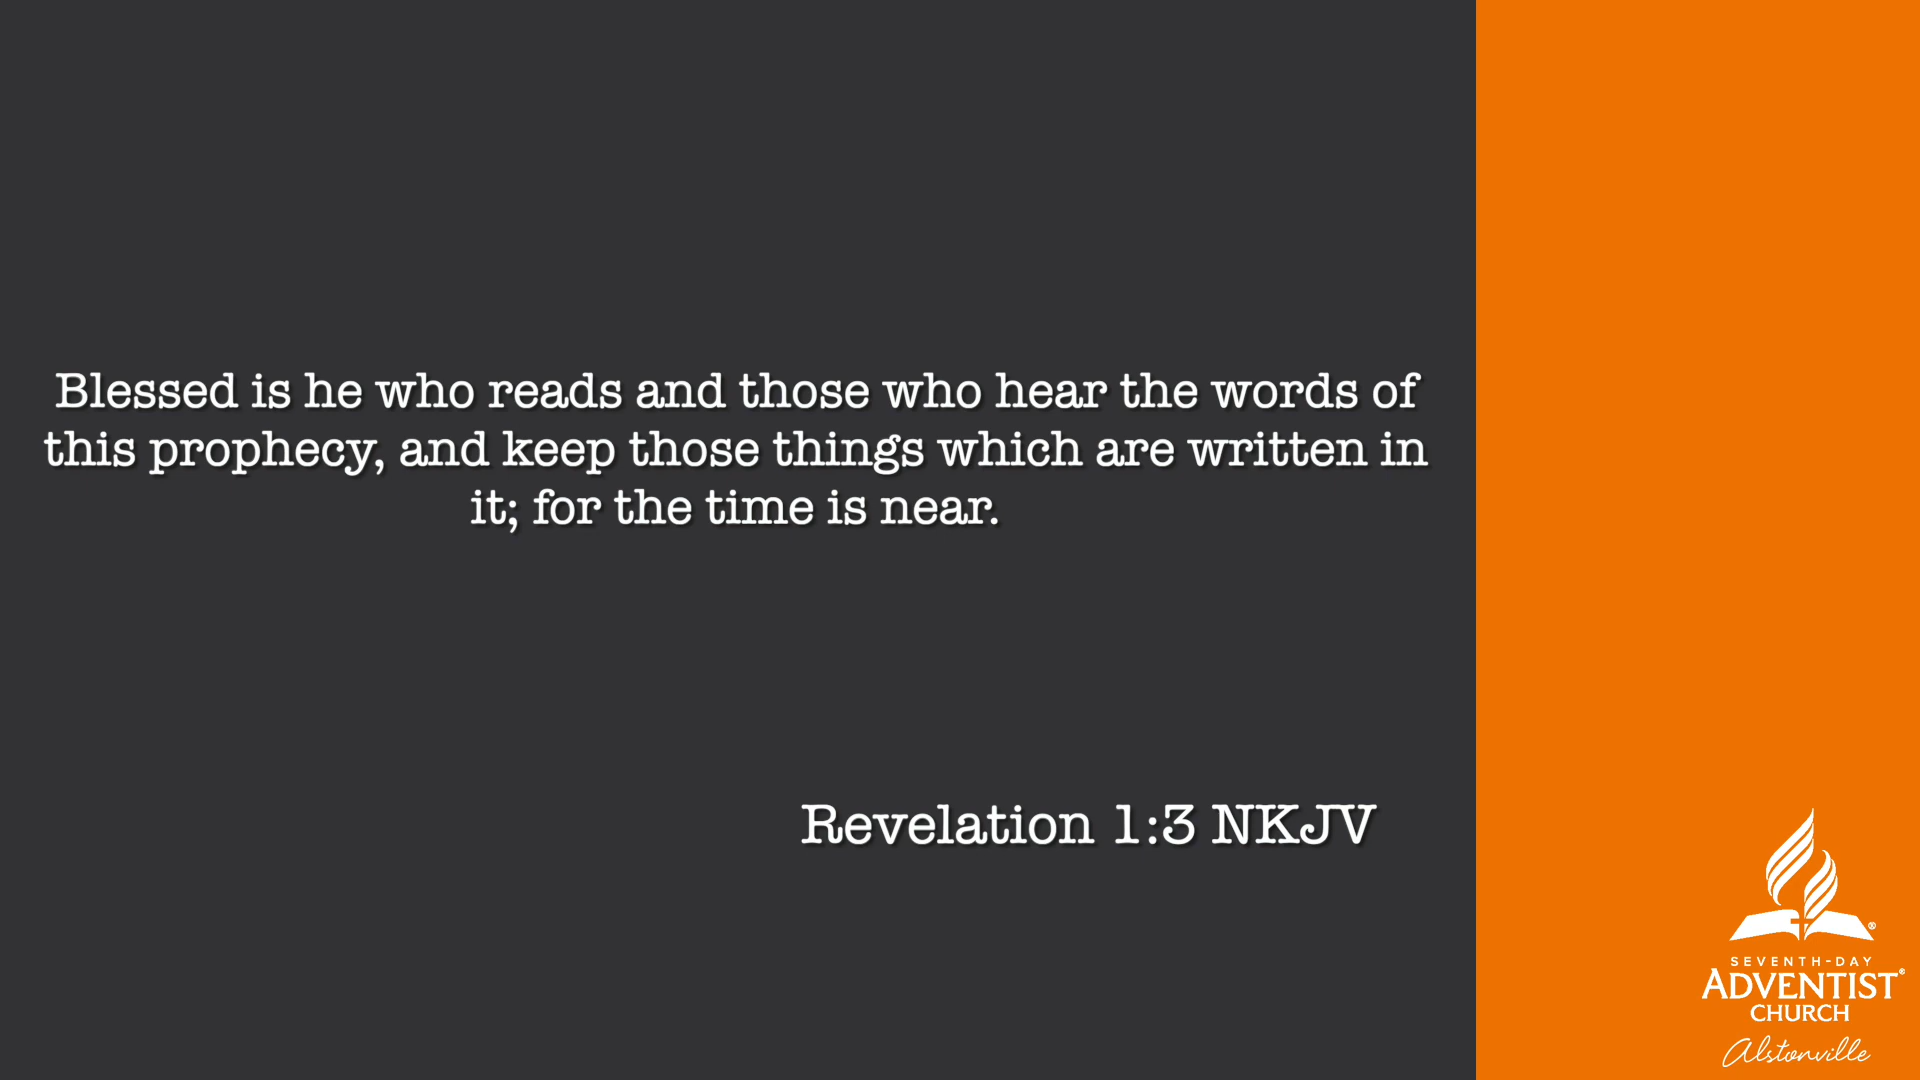 Blessed is he who reads and those who hear the words of
this prophecy, and keep those things which are written in
it; for the time is near.
Revelation 1:3 NKJV
®
SEVENTH-DAY
ADVENTIST®
CHURCH
Alstonville